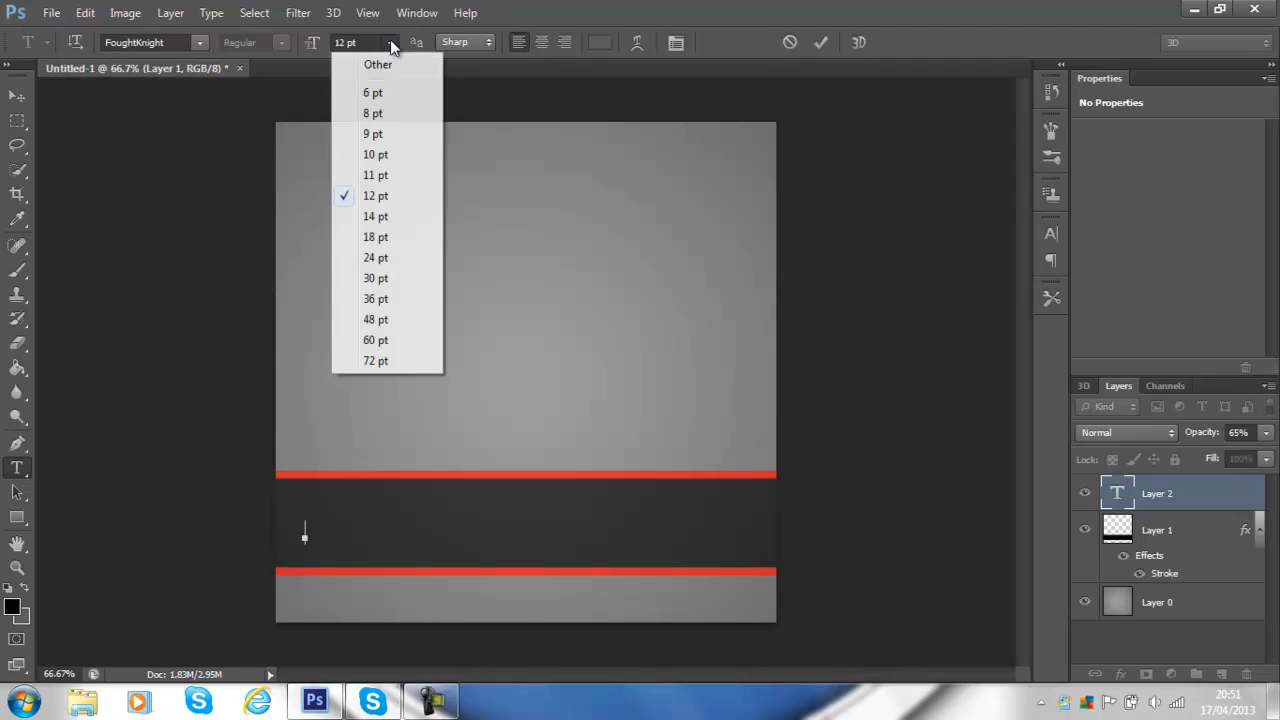 Ps File Edit Image Layer Type Select Filter 3D View Window Help
T FoughtKnight Regular 12 pt aa Sharp 3D 3D
Untitled-1 @ 66.7% (Layer 1, RGB/8) * ×
Other
6 pt
8 pt
9 pt
10 pt
11 pt
12 pt
14 pt
18 pt
24 pt
30 pt
36 pt
48 pt
60 pt
72 pt
Properties
No Properties
3D Layers Channels
Kind
Normal Opacity: 65%
Lock: Fill: 100%
T Layer 2
Layer 1 fx
Effects
Stroke
Layer 0
66.67% Doc: 1.83M/2.95M
20:51
17/04/2013